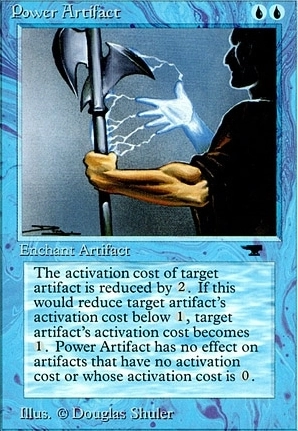 Power Artifact
Enchant Artifact
The activation cost of target
artifact is reduced by 2. If this
would reduce target artifact's
activation cost below 1, target
artifact's activation cost becomes
1. Power Artifact has no effect on
artifacts that have no activation
cost or whose activation cost is 0.
Illus. © Douglas Shuler